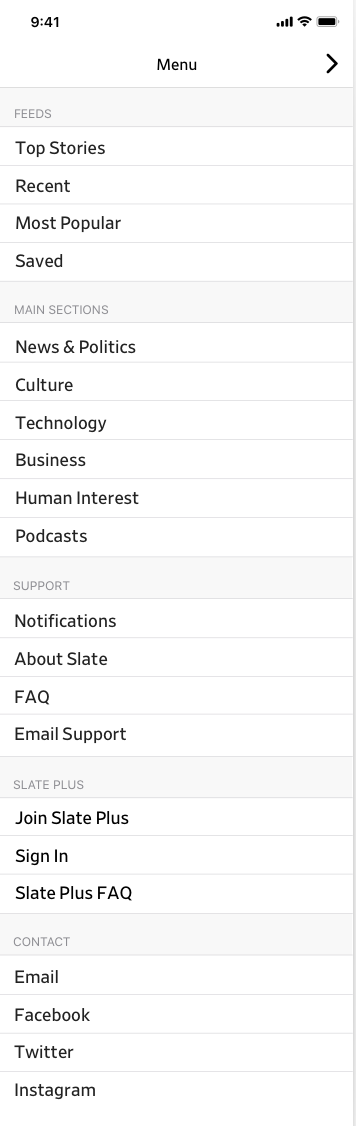 9:41
Menu
FEEDS
Top Stories
Recent
Most Popular
Saved
MAIN SECTIONS
News & Politics
Culture
Technology
Business
Human Interest
Podcasts
SUPPORT
Notifications
About Slate
FAQ
Email Support
SLATE PLUS
Join Slate Plus
Sign In
Slate Plus FAQ
CONTACT
Email
Facebook
Twitter
Instagram